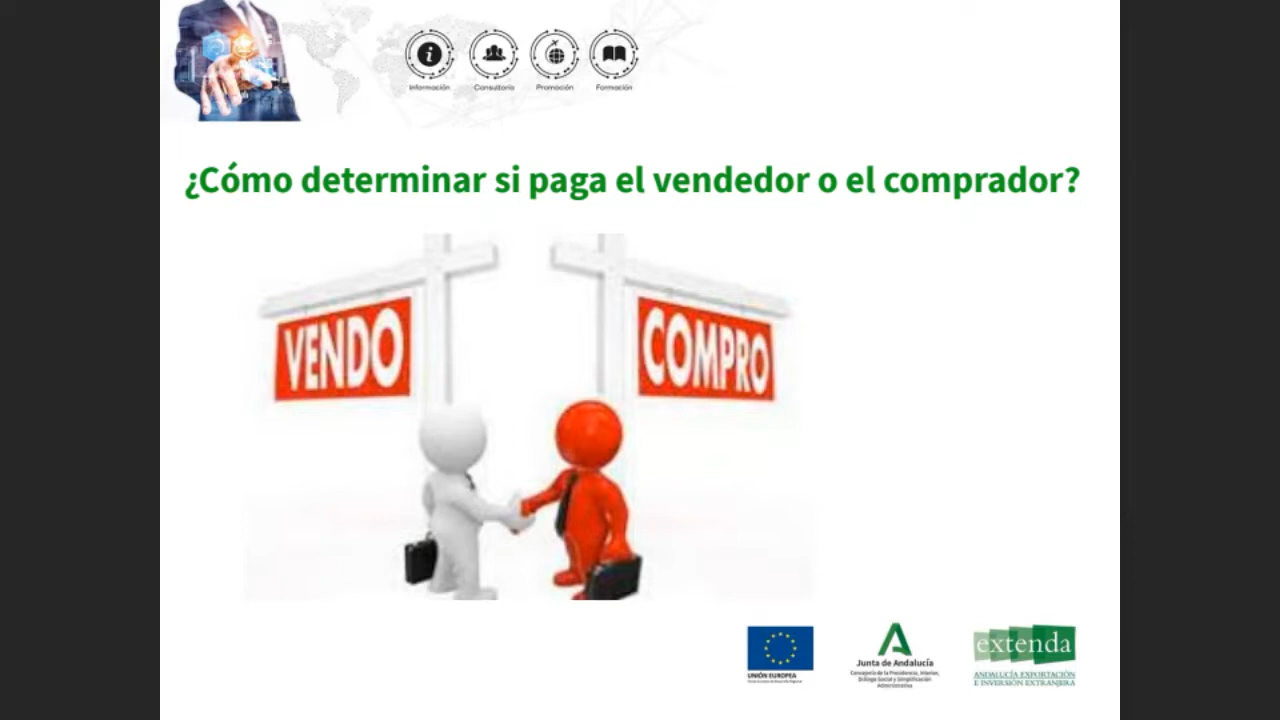 Información Consultoría Promoción Formación
¿Cómo determinar si paga el vendedor o el comprador?
VENDO
COMPRO
UNIÓN EUROPEA
Junta de Andalucía
Consejería de la Presidencia, Interior,
Diálogo Social y Simplificación
Administrativa
extenda
ANDALUCÍA EXPORTACIÓN
E INVERSIÓN EXTRANJERA